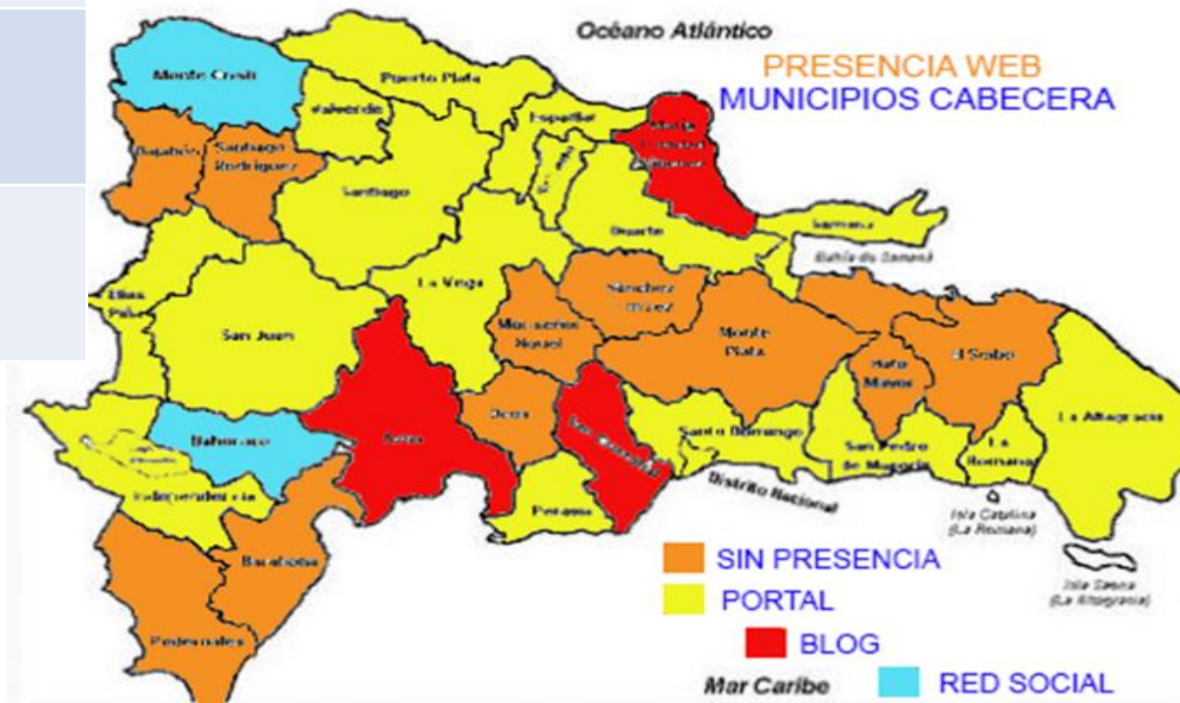 Océano Atlántico
PRESENCIA WEB
MUNICIPIOS CABECERA
Monte Cristi
Puerto Plata
Valverde
Espaillat
Dajabón
Santiago
Rodríguez
Santiago
Duarte
Samaná
Bahía de Samaná
La Vega
Sánchez
Elías
Piña
San Juan
Monseñor
Nouel
Monte
Plata
Hato
Mayor
El Seibo
La Altagracia
Azua
Ocoa
San Cristóbal
Santo Domingo
San Pedro
de Macorís
La
Romana
Bahoruco
Independencia
Peravia
Distrito Nacional
Isla Catalina
(La Romana)
Barahona
Isla Saona
(La Altagracia)
Pedernales
SIN PRESENCIA
PORTAL
BLOG
RED SOCIAL
Mar Caribe